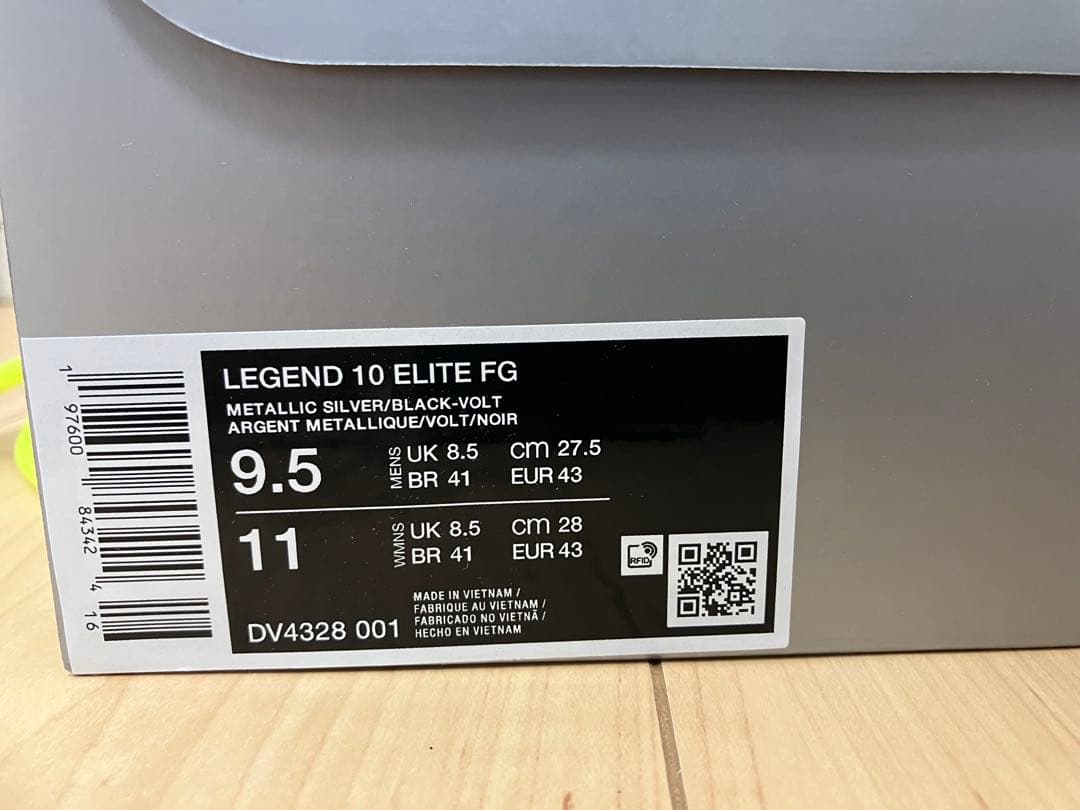 LEGEND 10 ELITE FG
METALLIC SILVER/BLACK-VOLT
ARGENT METALLIQUE/VOLT/NOIR
9.5 MENS UK 8.5 cm 27.5
BR 41 EUR 43
11 WMNS UK 8.5 cm 28
BR 41 EUR 43
RFID
MADE IN VIETNAM /
FABRIQUE AU VIETNAM /
FABRICADO NO VIETNÃ /
HECHO EN VIETNAM
DV4328 001
1 97600 84342 4 16